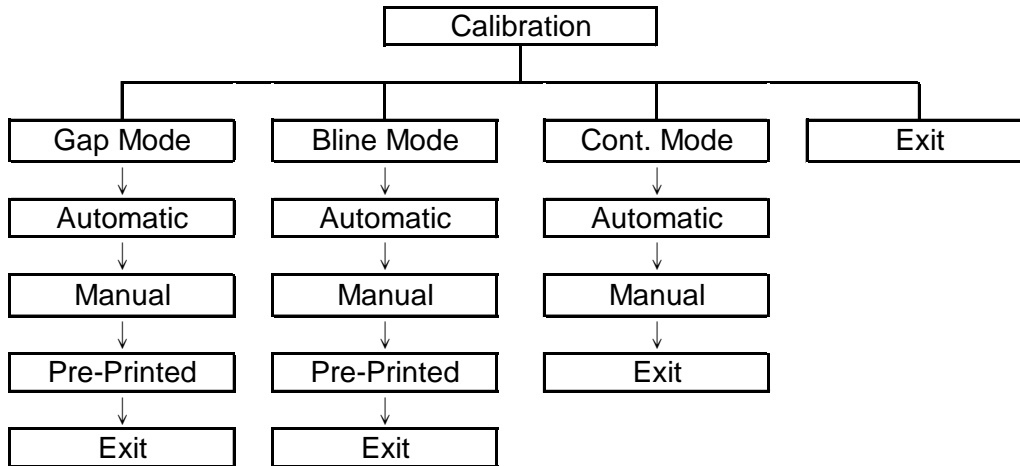 Calibration
Gap Mode
Bline Mode
Cont. Mode
Exit
Automatic
Automatic
Automatic
Manual
Manual
Manual
Pre-Printed
Pre-Printed
Exit
Exit
Exit